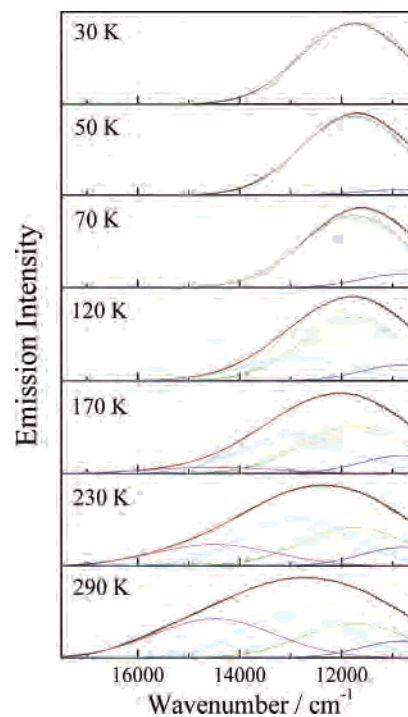 30 K
50 K
70 K
120 K
170 K
230 K
290 K
Emission Intensity
16000 14000 12000
Wavenumber / cm⁻¹